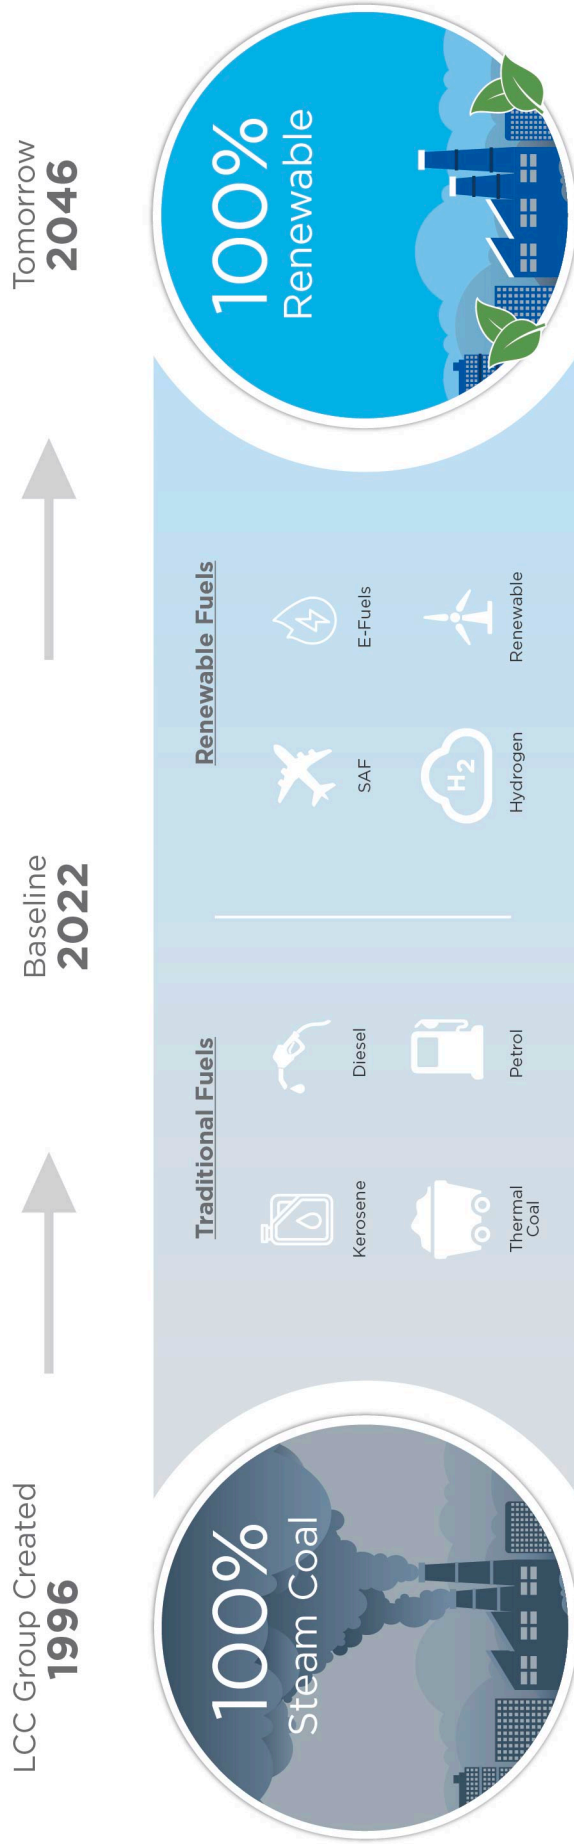 LCC Group Created
1996
Baseline
2022
Tomorrow
2046
100%
Steam Coal
Traditional Fuels
Kerosene
Diesel
Thermal
Coal
Petrol
Renewable Fuels
SAF
E-Fuels
H2
Hydrogen
Renewable
100%
Renewable